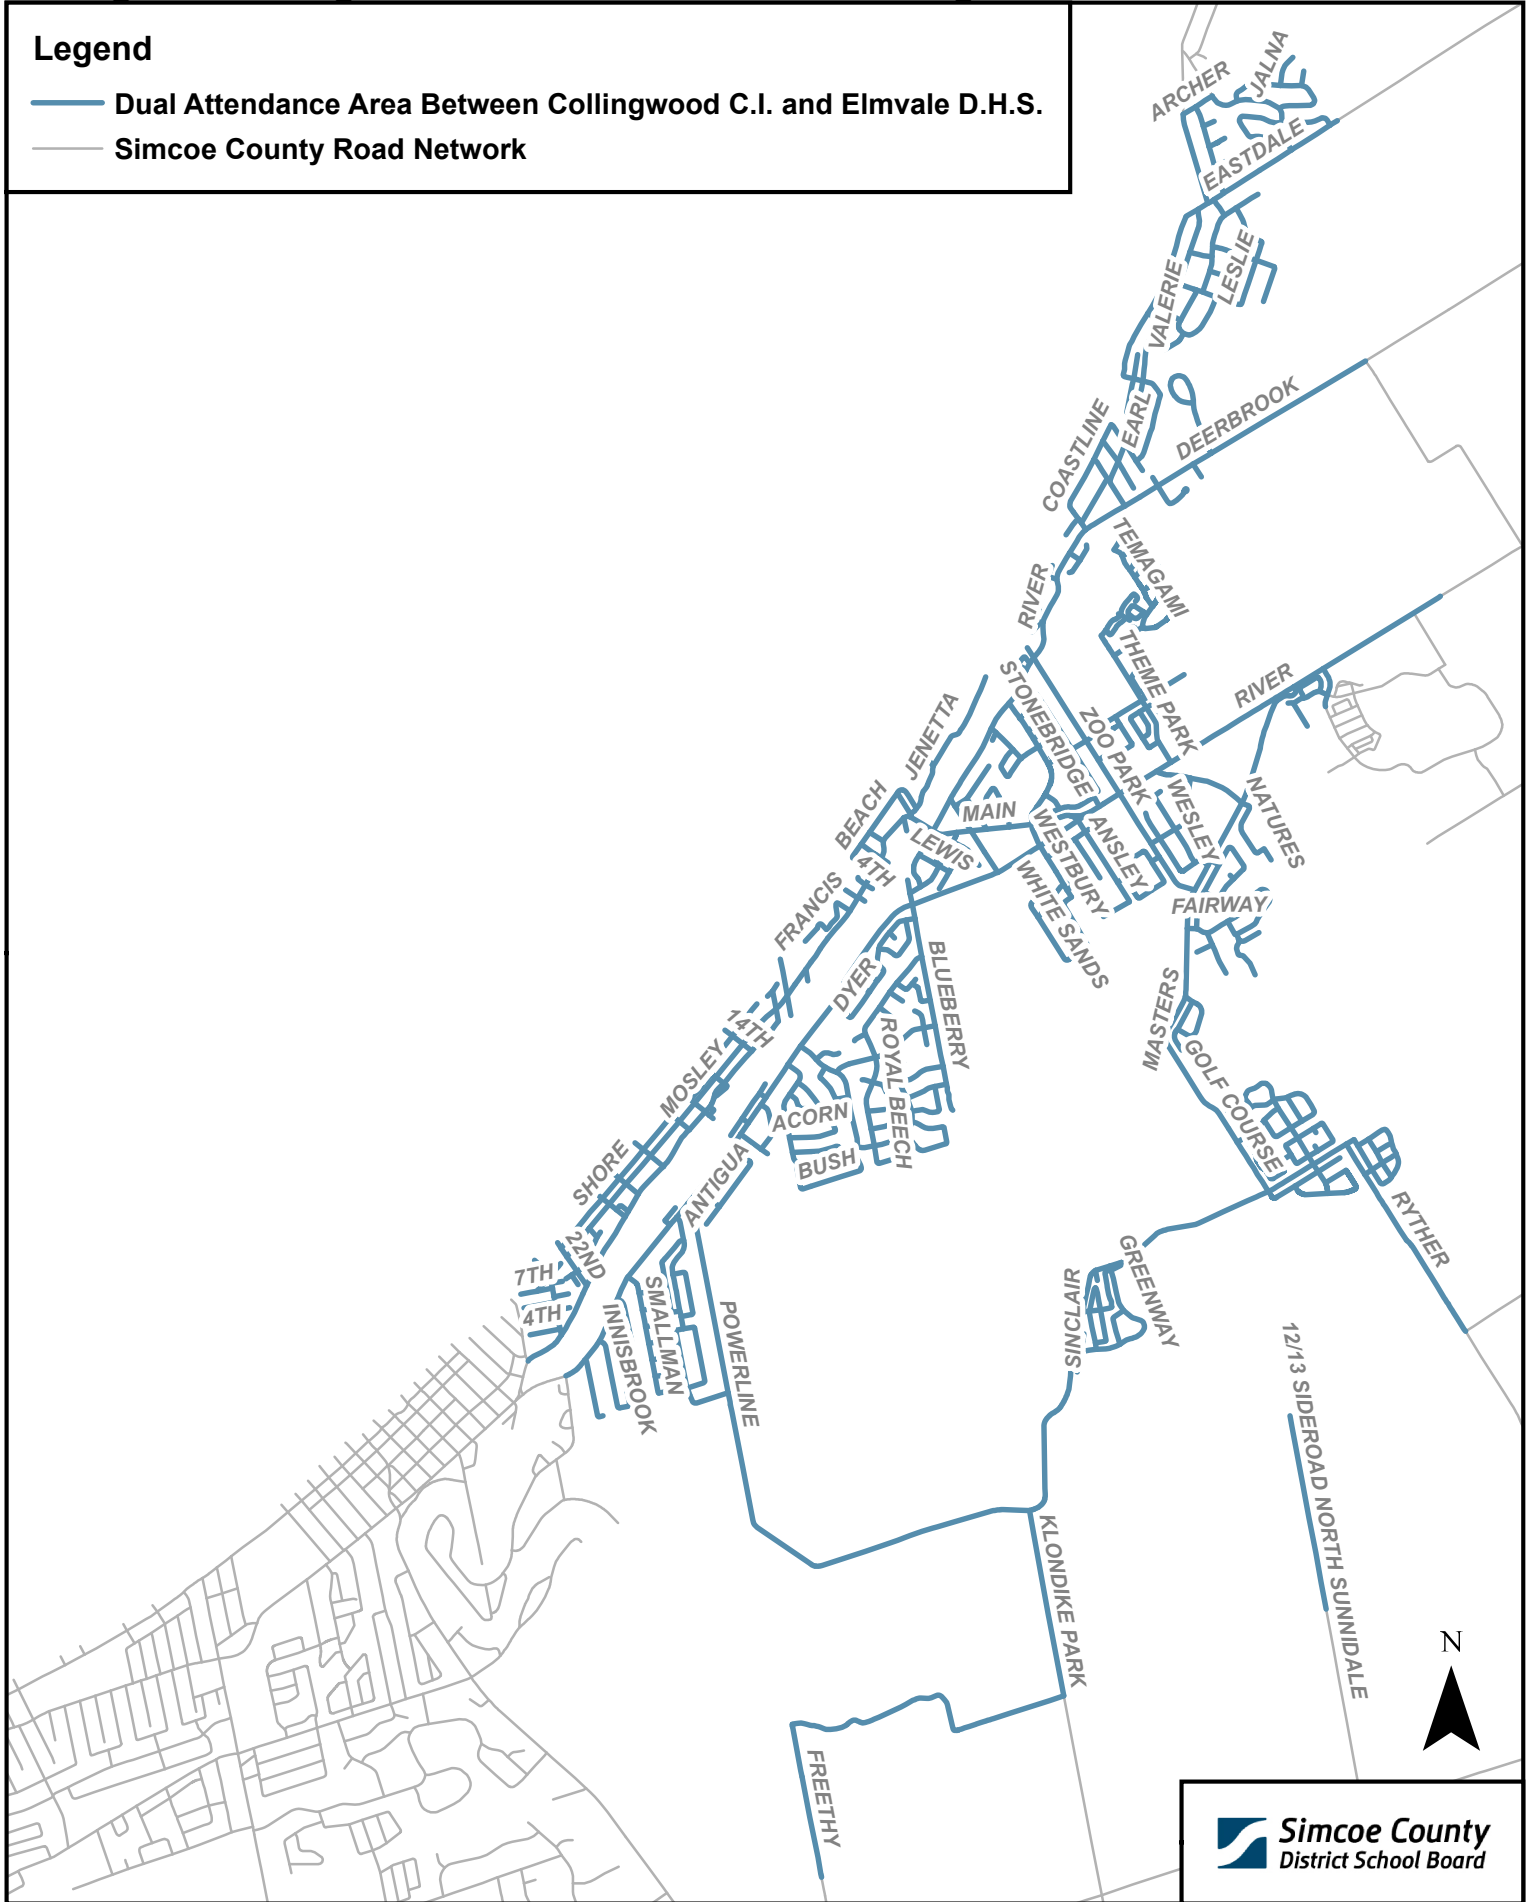 Legend
Dual Attendance Area Between Collingwood C.I. and Elmvale D.H.S.
Simcoe County Road Network
JALNA
ARCHER
EASTDALE
LESLIE
VALERIE
EARL
COASTLINE
DEERBROOK
TEMAGAMI
RIVER
THEME PARK
STONEBRIDGE
ZOO PARK
RIVER
JENETTA
BEACH
MAIN
LEWIS
4TH
WESTBURY
ANSLEY
WESLEY
NATURES
WHITE SANDS
FAIRWAY
FRANCIS
DYER
BLUEBERRY
MASTERS
14TH
MOSLEY
ROYAL BEECH
GOLF COURSE
ACORN
BUSH
SHORE
ANTIGUA
RYTHER
22ND
7TH
4TH
INNISBROOK
SMALLMAN
POWERLINE
SINCLAIR
GREENWAY
12/13 SIDEROAD NORTH SUNNIDALE
KLONDIKE PARK
FREETHY
N
Simcoe County
District School Board